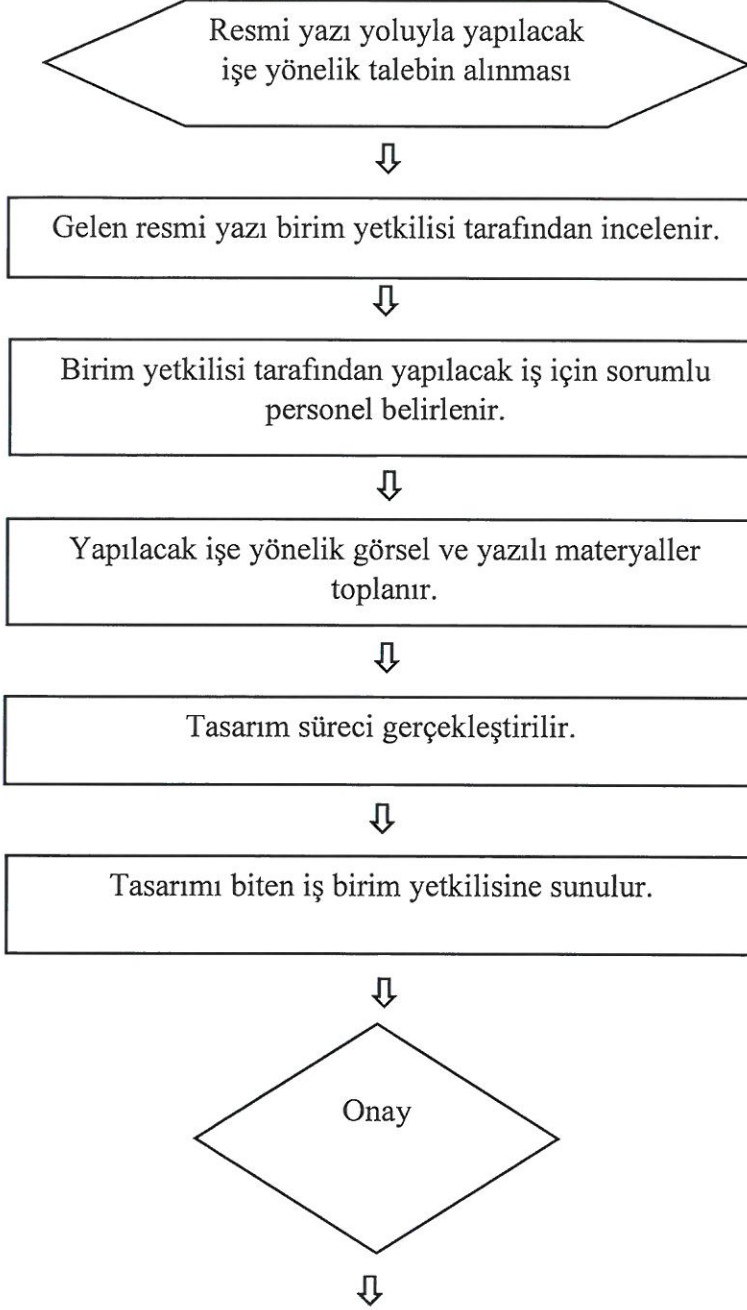 Resmi yazı yoluyla yapılacak
işe yönelik talebin alınması
Gelen resmi yazı birim yetkilisi tarafından incelenir.
Birim yetkilisi tarafından yapılacak iş için sorumlu
personel belirlenir.
Yapılacak işe yönelik görsel ve yazılı materyaller
toplanır.
Tasarım süreci gerçekleştirilir.
Tasarımı biten iş birim yetkilisine sunulur.
Onay